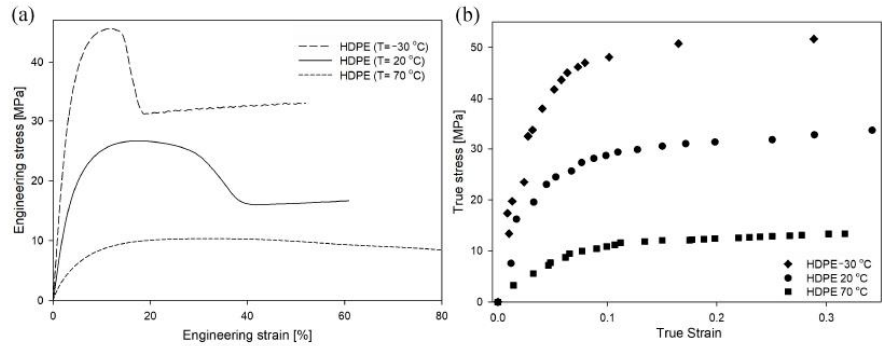 (a)
Engineering stress [MPa]
40
30
20
10
0
HDPE (T= −30 °C)
HDPE (T= 20 °C)
HDPE (T= 70 °C)
0 20 40 60 80
Engineering strain [%]
(b)
True stress [MPa]
50
40
30
20
10
0
HDPE −30 °C
HDPE 20 °C
HDPE 70 °C
0.0 0.1 0.2 0.3
True Strain